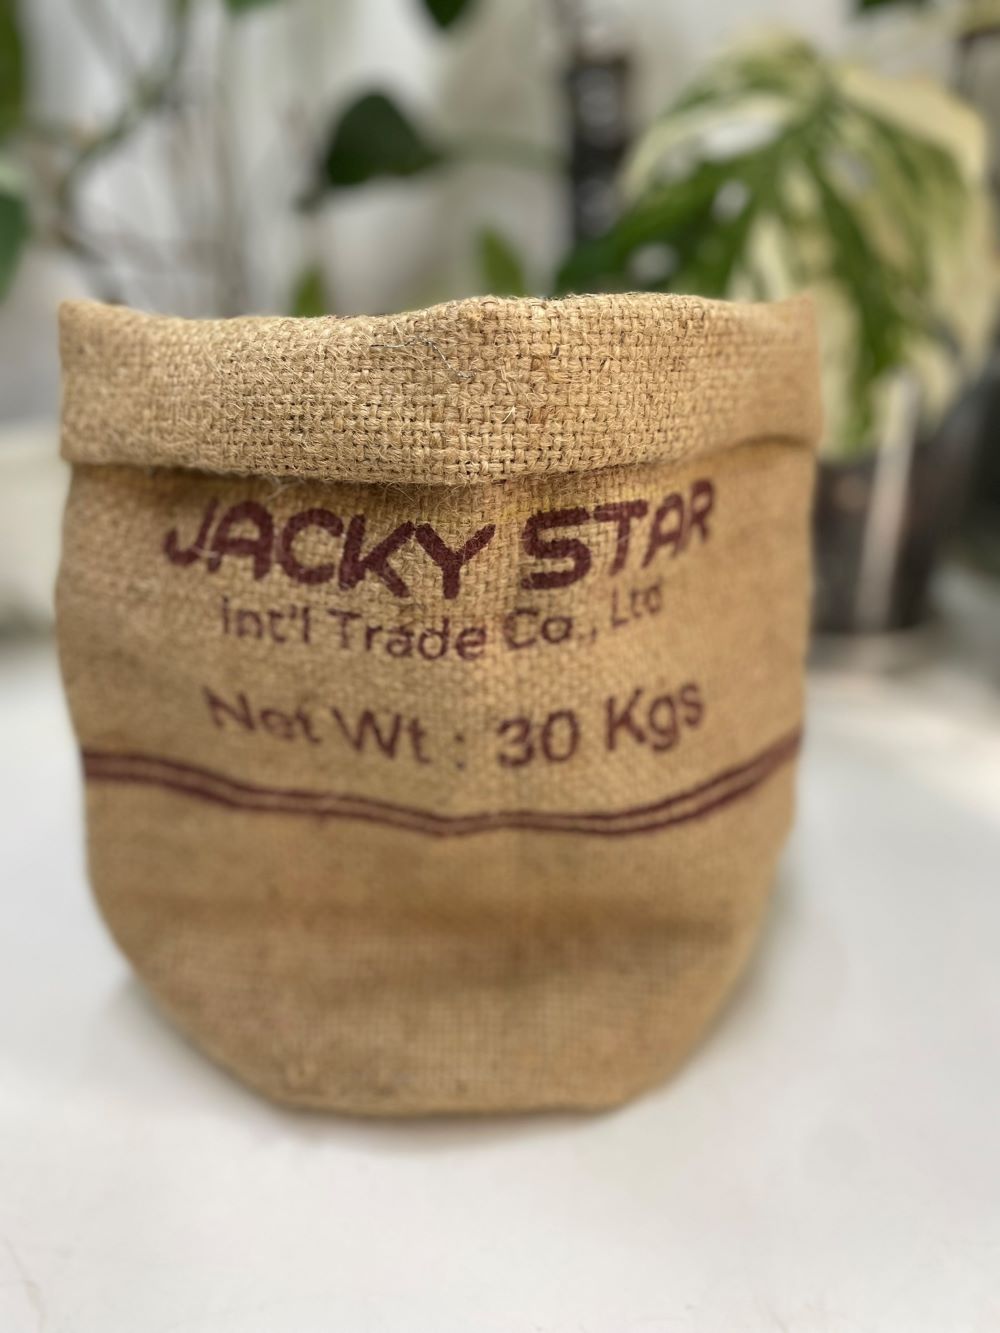 JACKY STAR
Int'l Trade Co., Ltd
Net Wt : 30 Kgs